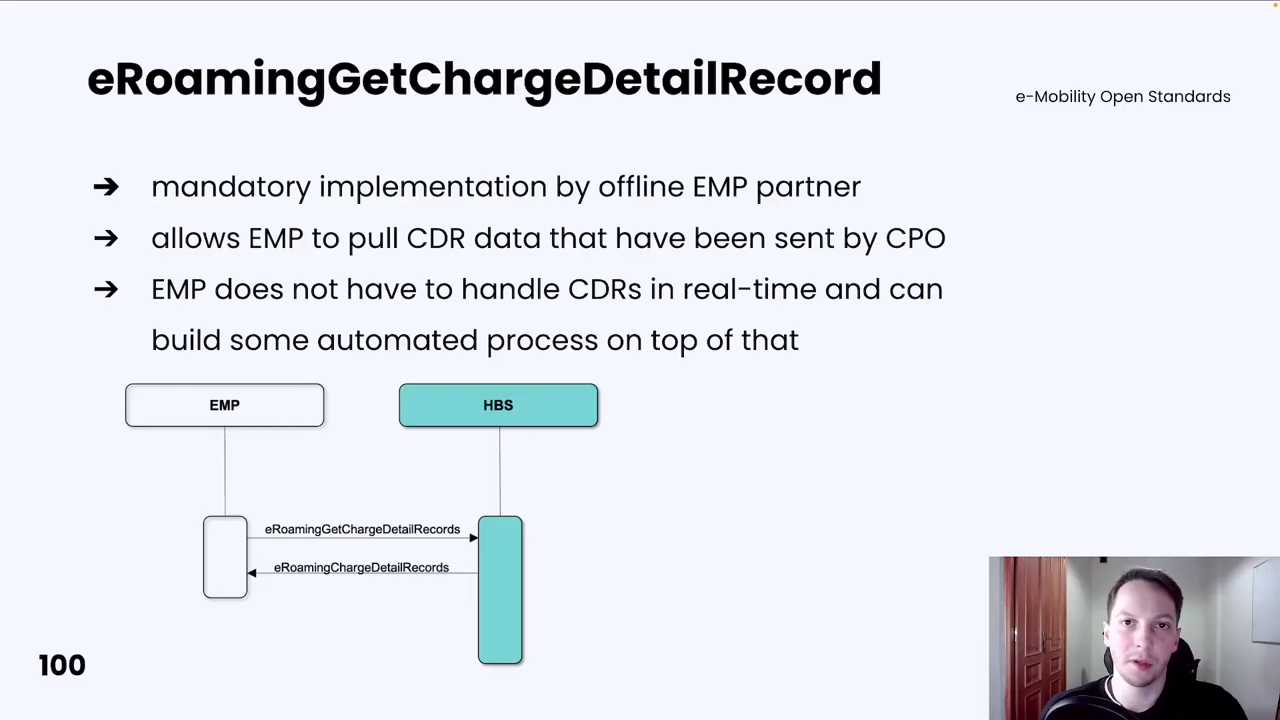 eRoamingGetChargeDetailRecord
e-Mobility Open Standards
➔ mandatory implementation by offline EMP partner
➔ allows EMP to pull CDR data that have been sent by CPO
➔ EMP does not have to handle CDRs in real-time and can
build some automated process on top of that
EMP
HBS
eRoamingGetChargeDetailRecords
eRoamingChargeDetailRecords
100